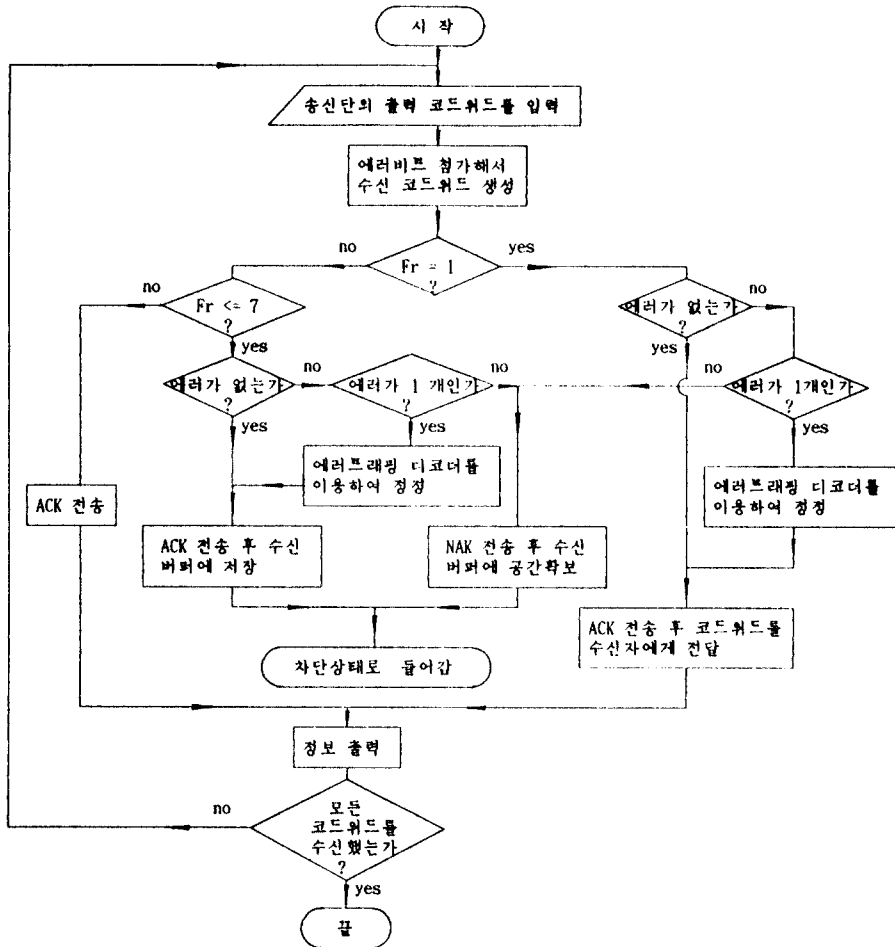 시 작
송신단의 출력 코드워드를 입력
에러비트 첨가해서
수신 코드워드 생성
no
Fr = 1
?
yes
no
Fr <= 7
?
yes
에러가 없는가
?
no
yes
에러가 없는가
?
no
yes
에러가 1 개인가
?
no
yes
no
에러가 1개인가
?
yes
에러트래핑 디코더를
이용하여 정정
에러트래핑 디코더를
이용하여 정정
ACK 전송
ACK 전송 후 수신
버퍼에 저장
NAK 전송 후 수신
버퍼에 공간확보
ACK 전송 후 코드워드를
수신자에게 전달
차단상태로 들어감
정보 출력
no
모든
코드워드를
수신했는가
?
yes
끝